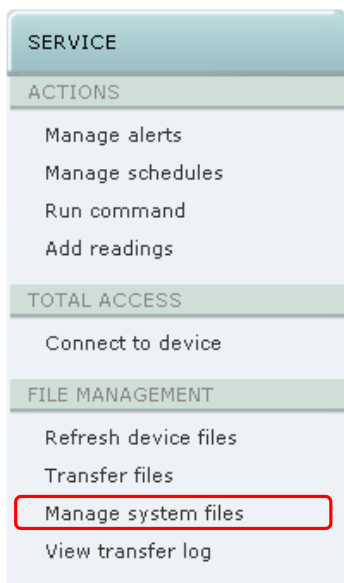 SERVICE
ACTIONS
Manage alerts
Manage schedules
Run command
Add readings
TOTAL ACCESS
Connect to device
FILE MANAGEMENT
Refresh device files
Transfer files
Manage system files
View transfer log